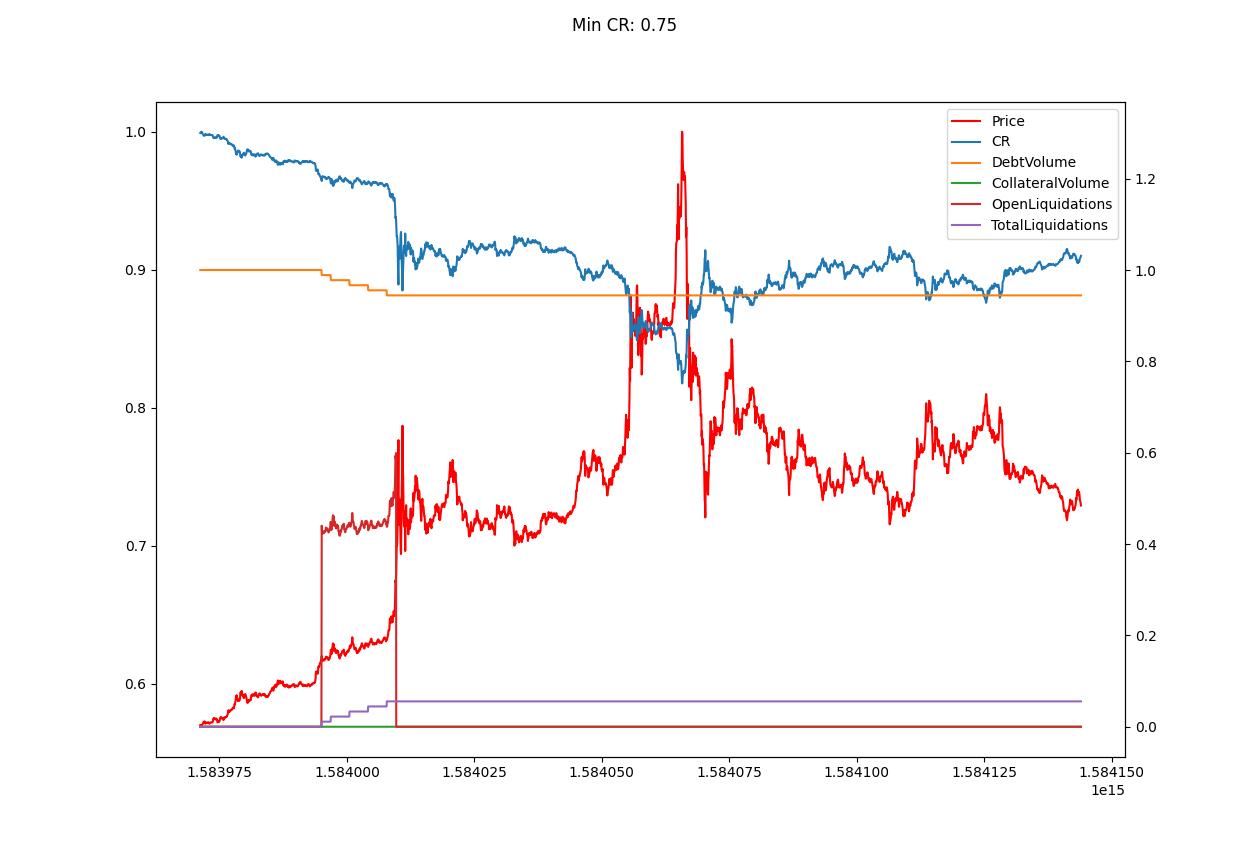 Min CR: 0.75
Price
CR
DebtVolume
CollateralVolume
OpenLiquidations
TotalLiquidations
1.0
0.9
0.8
0.7
0.6
1.2
1.0
0.8
0.6
0.4
0.2
0.0
1.583975 1.584000 1.584025 1.584050 1.584075 1.584100 1.584125 1.584150
1e15